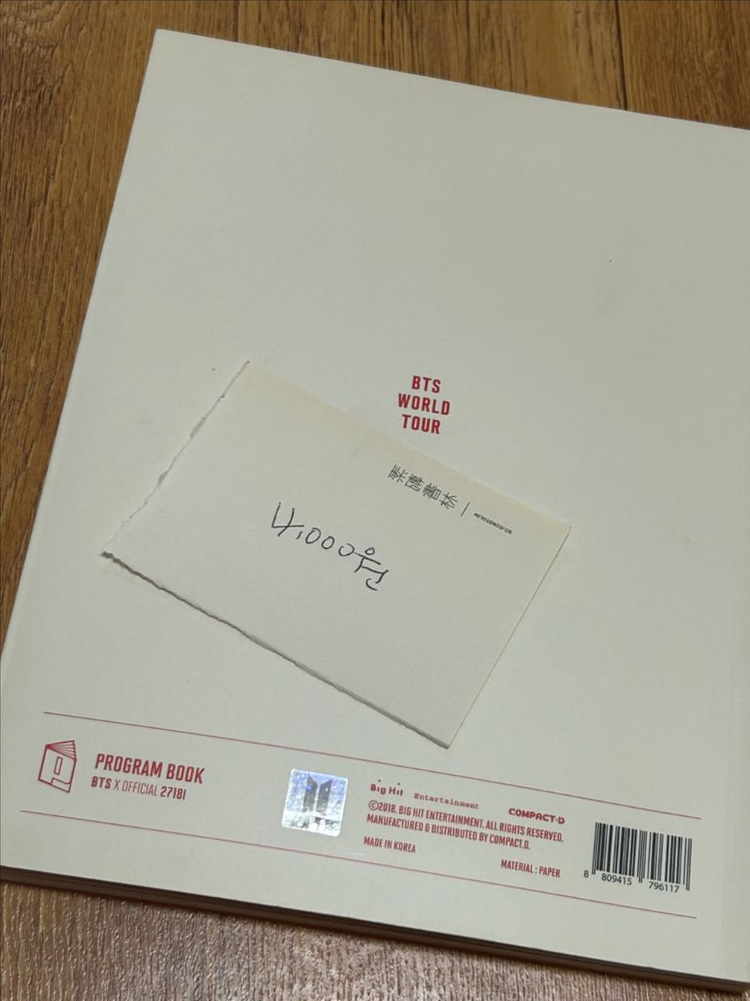 BTS
WORLD
TOUR
4,000원
PROGRAM BOOK
BTS X OFFICIAL 27181
Big Hit Entertainment
COMPACT·D
©2018. BIG HIT ENTERTAINMENT. ALL RIGHTS RESERVED.
MANUFACTURED & DISTRIBUTED BY COMPACT.D.
MADE IN KOREA
MATERIAL : PAPER
8 809415 796117